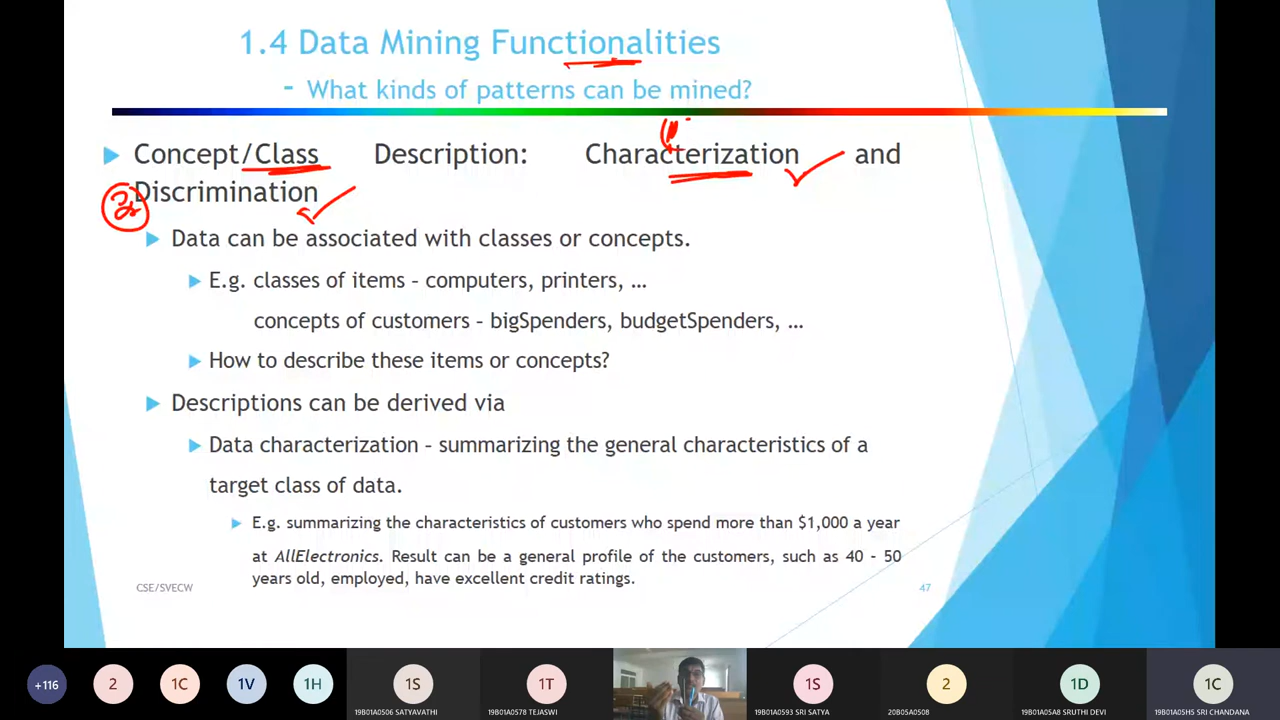 1.4 Data Mining Functionalities
- What kinds of patterns can be mined?
Concept/Class Description: Characterization and
Discrimination
2
Data can be associated with classes or concepts.
E.g. classes of items – computers, printers, …
concepts of customers – bigSpenders, budgetSpenders, …
How to describe these items or concepts?
Descriptions can be derived via
Data characterization – summarizing the general characteristics of a
target class of data.
E.g. summarizing the characteristics of customers who spend more than $1,000 a year
at AllElectronics. Result can be a general profile of the customers, such as 40 – 50
years old, employed, have excellent credit ratings.
CSE/SVECW 47
+116 2 1C 1V 1H 1S 1T 1S 2 1D 1C
19B01A0506 SATYAVATHI 19B01A0578 TEJASWI 19B01A0593 SRI SATYA 20B05A0508 19B01A05A8 SRUTHI DEVI 19B01A05H5 SRI CHANDANA